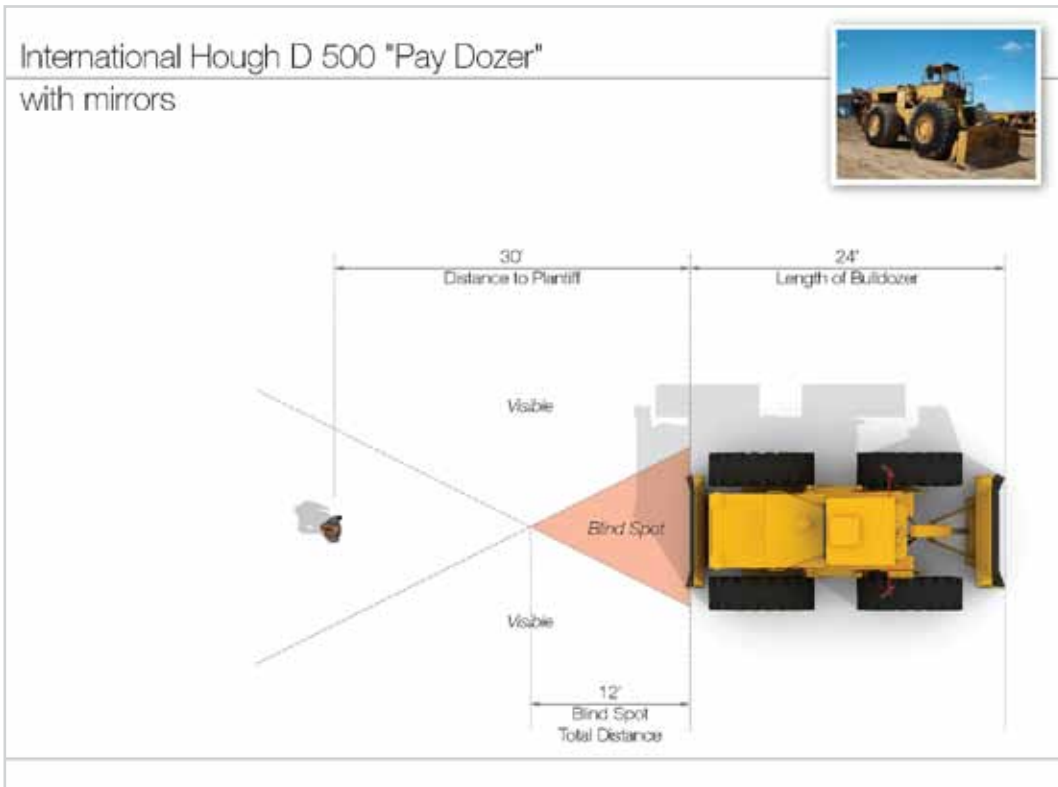 International Hough D 500 "Pay Dozer"
with mirrors
30'
Distance to Plantiff
24'
Length of Bulldozer
Visible
Blind Spot
Visible
12'
Blind Spot
Total Distance